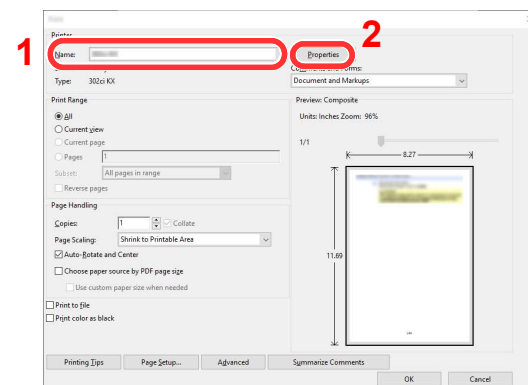 1
2
Printer
Name:
Properties
Type: 302ci KX
Document and Markups
Print Range
Preview: Composite
All
Units: Inches Zoom: 96%
Current view
Current page
1/1
Pages 1
8.27
Subset: All pages in range
Reverse pages
Page Handling
Copies: 1 Collate
Page Scaling: Shrink to Printable Area
Auto-Rotate and Center
11.69
Choose paper source by PDF page size
Use custom paper size when needed
Print to file
Print color as black
Printing Tips Page Setup... Advanced Summarize Comments
OK Cancel